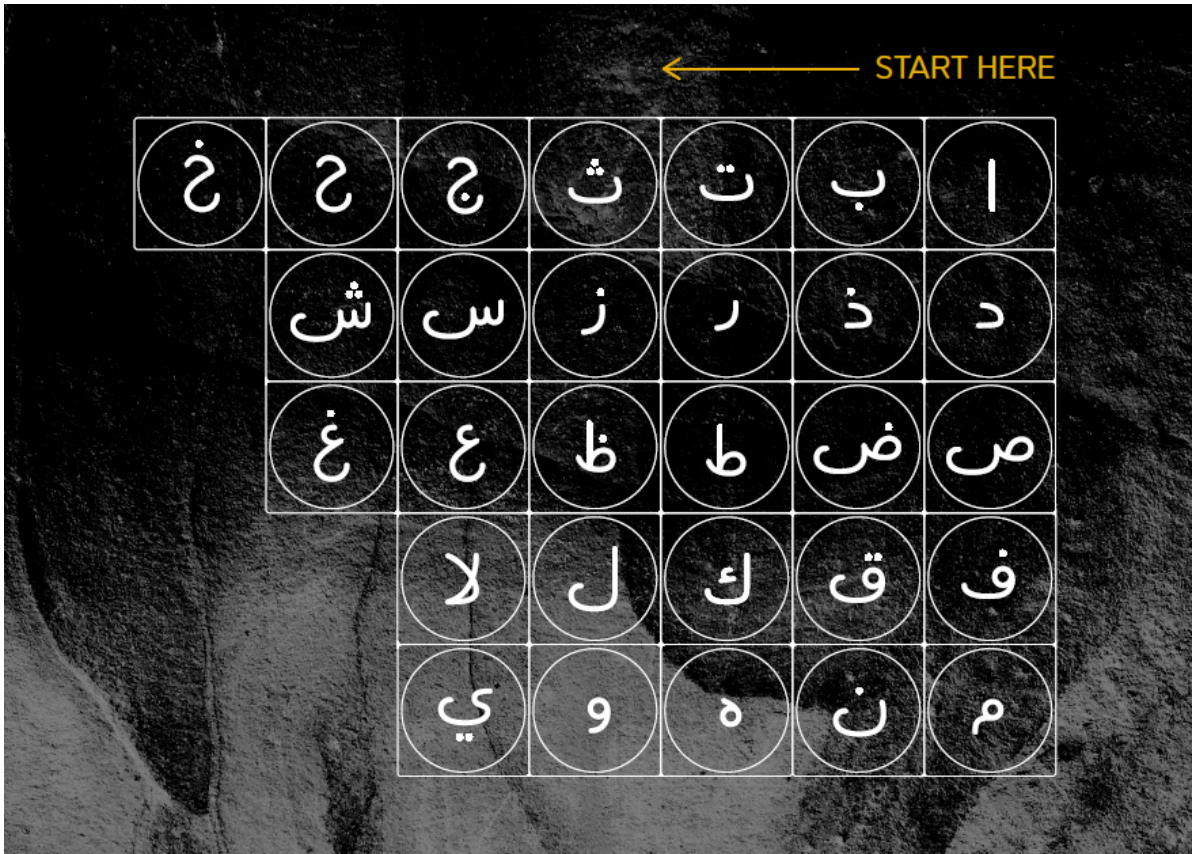 START HERE
ا ب ت ث ج ح خ
د ذ ر ز س ش
ص ض ط ظ ع غ
ف ق ك ل لا
م ن ه و ي